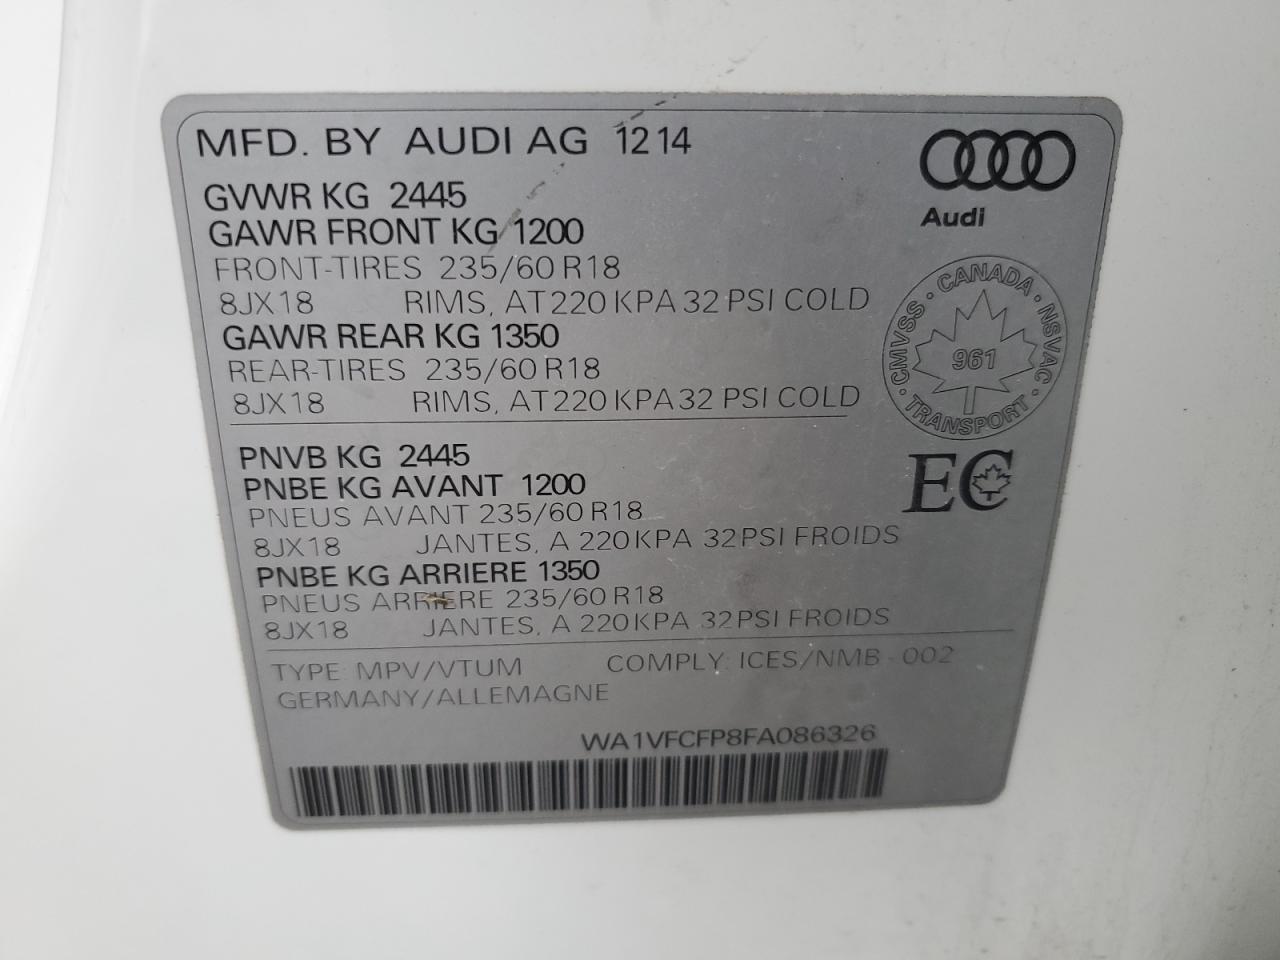 MFD. BY AUDI AG 12 14
GVWR KG 2445
GAWR FRONT KG 1200
FRONT-TIRES 235/60 R18
8JX18 RIMS, AT 220 KPA 32 PSI COLD
GAWR REAR KG 1350
REAR-TIRES 235/60 R18
8JX18 RIMS, AT 220 KPA 32 PSI COLD
Audi
CMVSS · CANADA · NSVAC · TRANSPORT ·
961
PNVB KG 2445
PNBE KG AVANT 1200
PNEUS AVANT 235/60 R18
8JX18 JANTES, A 220 KPA 32 PSI FROIDS
PNBE KG ARRIERE 1350
PNEUS ARRIERE 235/60 R18
8JX18 JANTES, A 220 KPA 32 PSI FROIDS
EC
TYPE: MPV/VTUM COMPLY: ICES/NMB - 002
GERMANY/ALLEMAGNE
WA1VFCFP8FA086326